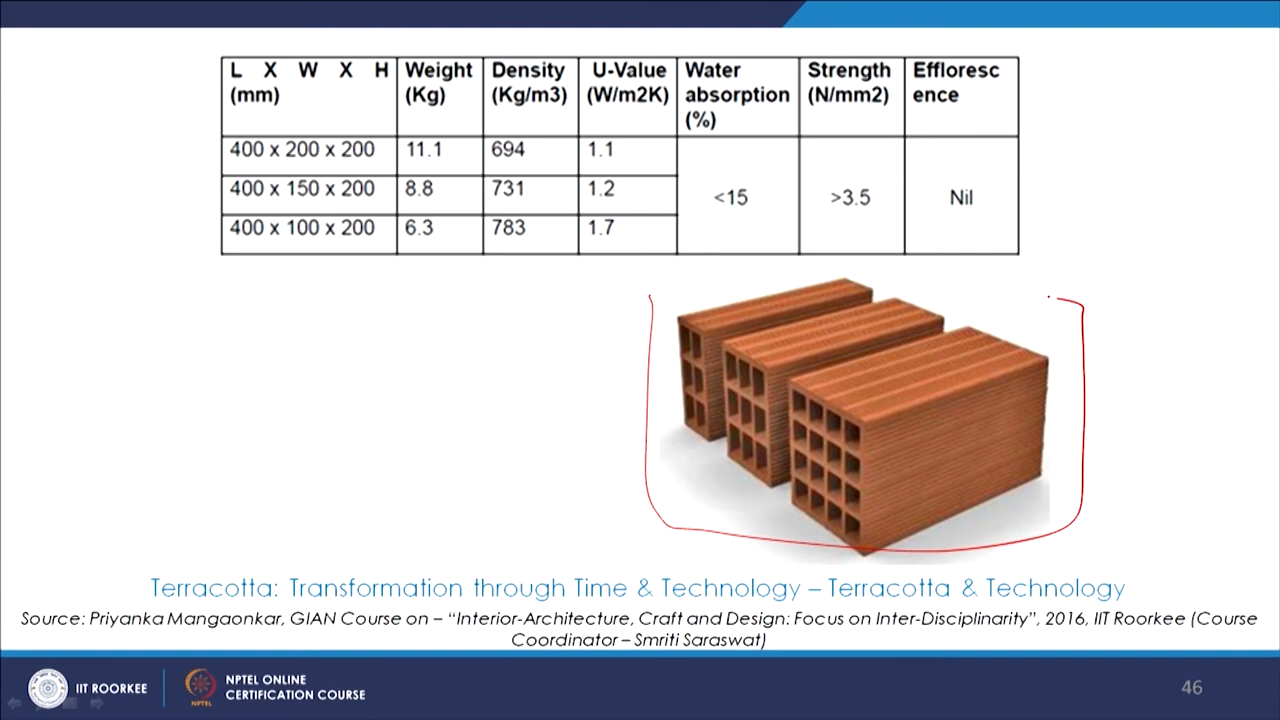 L X W X H Weight Density U-Value Water Strength Effloresc
(mm) (Kg) (Kg/m3) (W/m2K) absorption (N/mm2) ence
(%)
400 x 200 x 200 11.1 694 1.1
400 x 150 x 200 8.8 731 1.2 <15 >3.5 Nil
400 x 100 x 200 6.3 783 1.7
Terracotta: Transformation through Time & Technology – Terracotta & Technology
Source: Priyanka Mangaonkar, GIAN Course on – “Interior-Architecture, Craft and Design: Focus on Inter-Disciplinarity”, 2016, IIT Roorkee (Course
Coordinator – Smriti Saraswat)
IIT ROORKEE
NPTEL
NPTEL ONLINE
CERTIFICATION COURSE
46